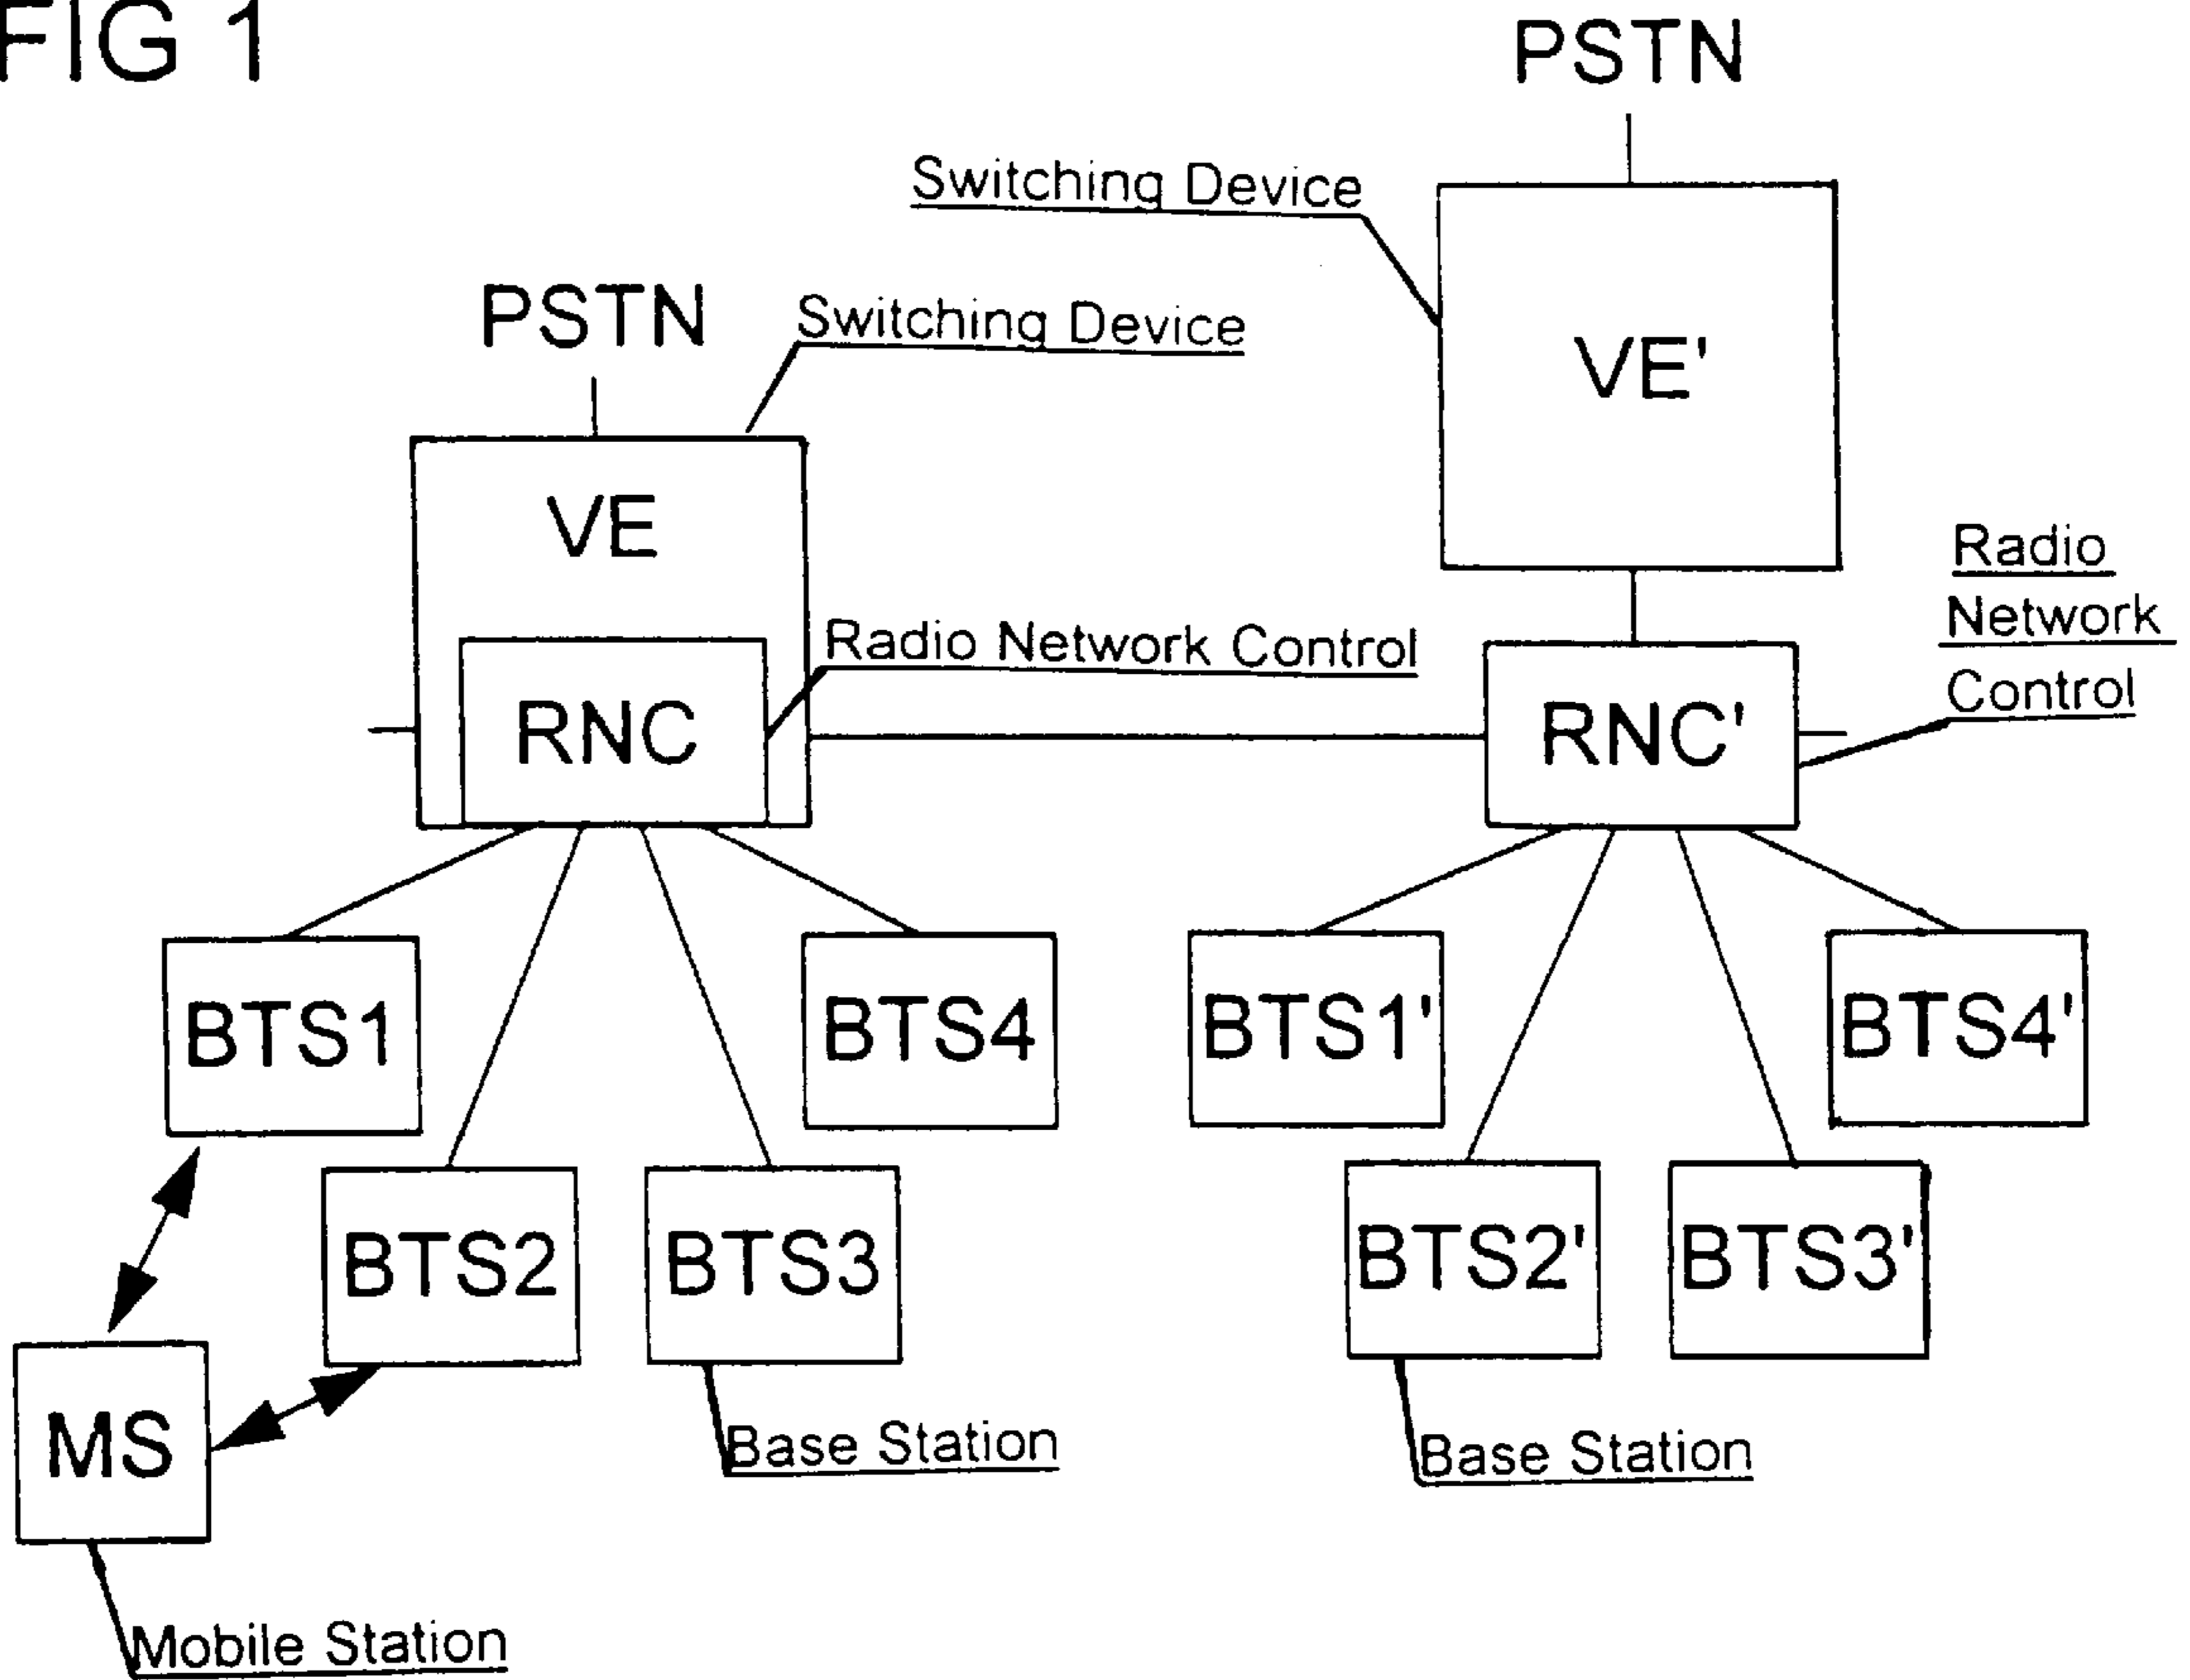 FIG 1
PSTN
Switching Device
PSTN
Switching Device
VE'
VE
Radio
Network
Control
Radio Network Control
RNC
RNC'
BTS1
BTS4
BTS1'
BTS4'
BTS2
BTS3
BTS2'
BTS3'
MS
Base Station
Base Station
Mobile Station